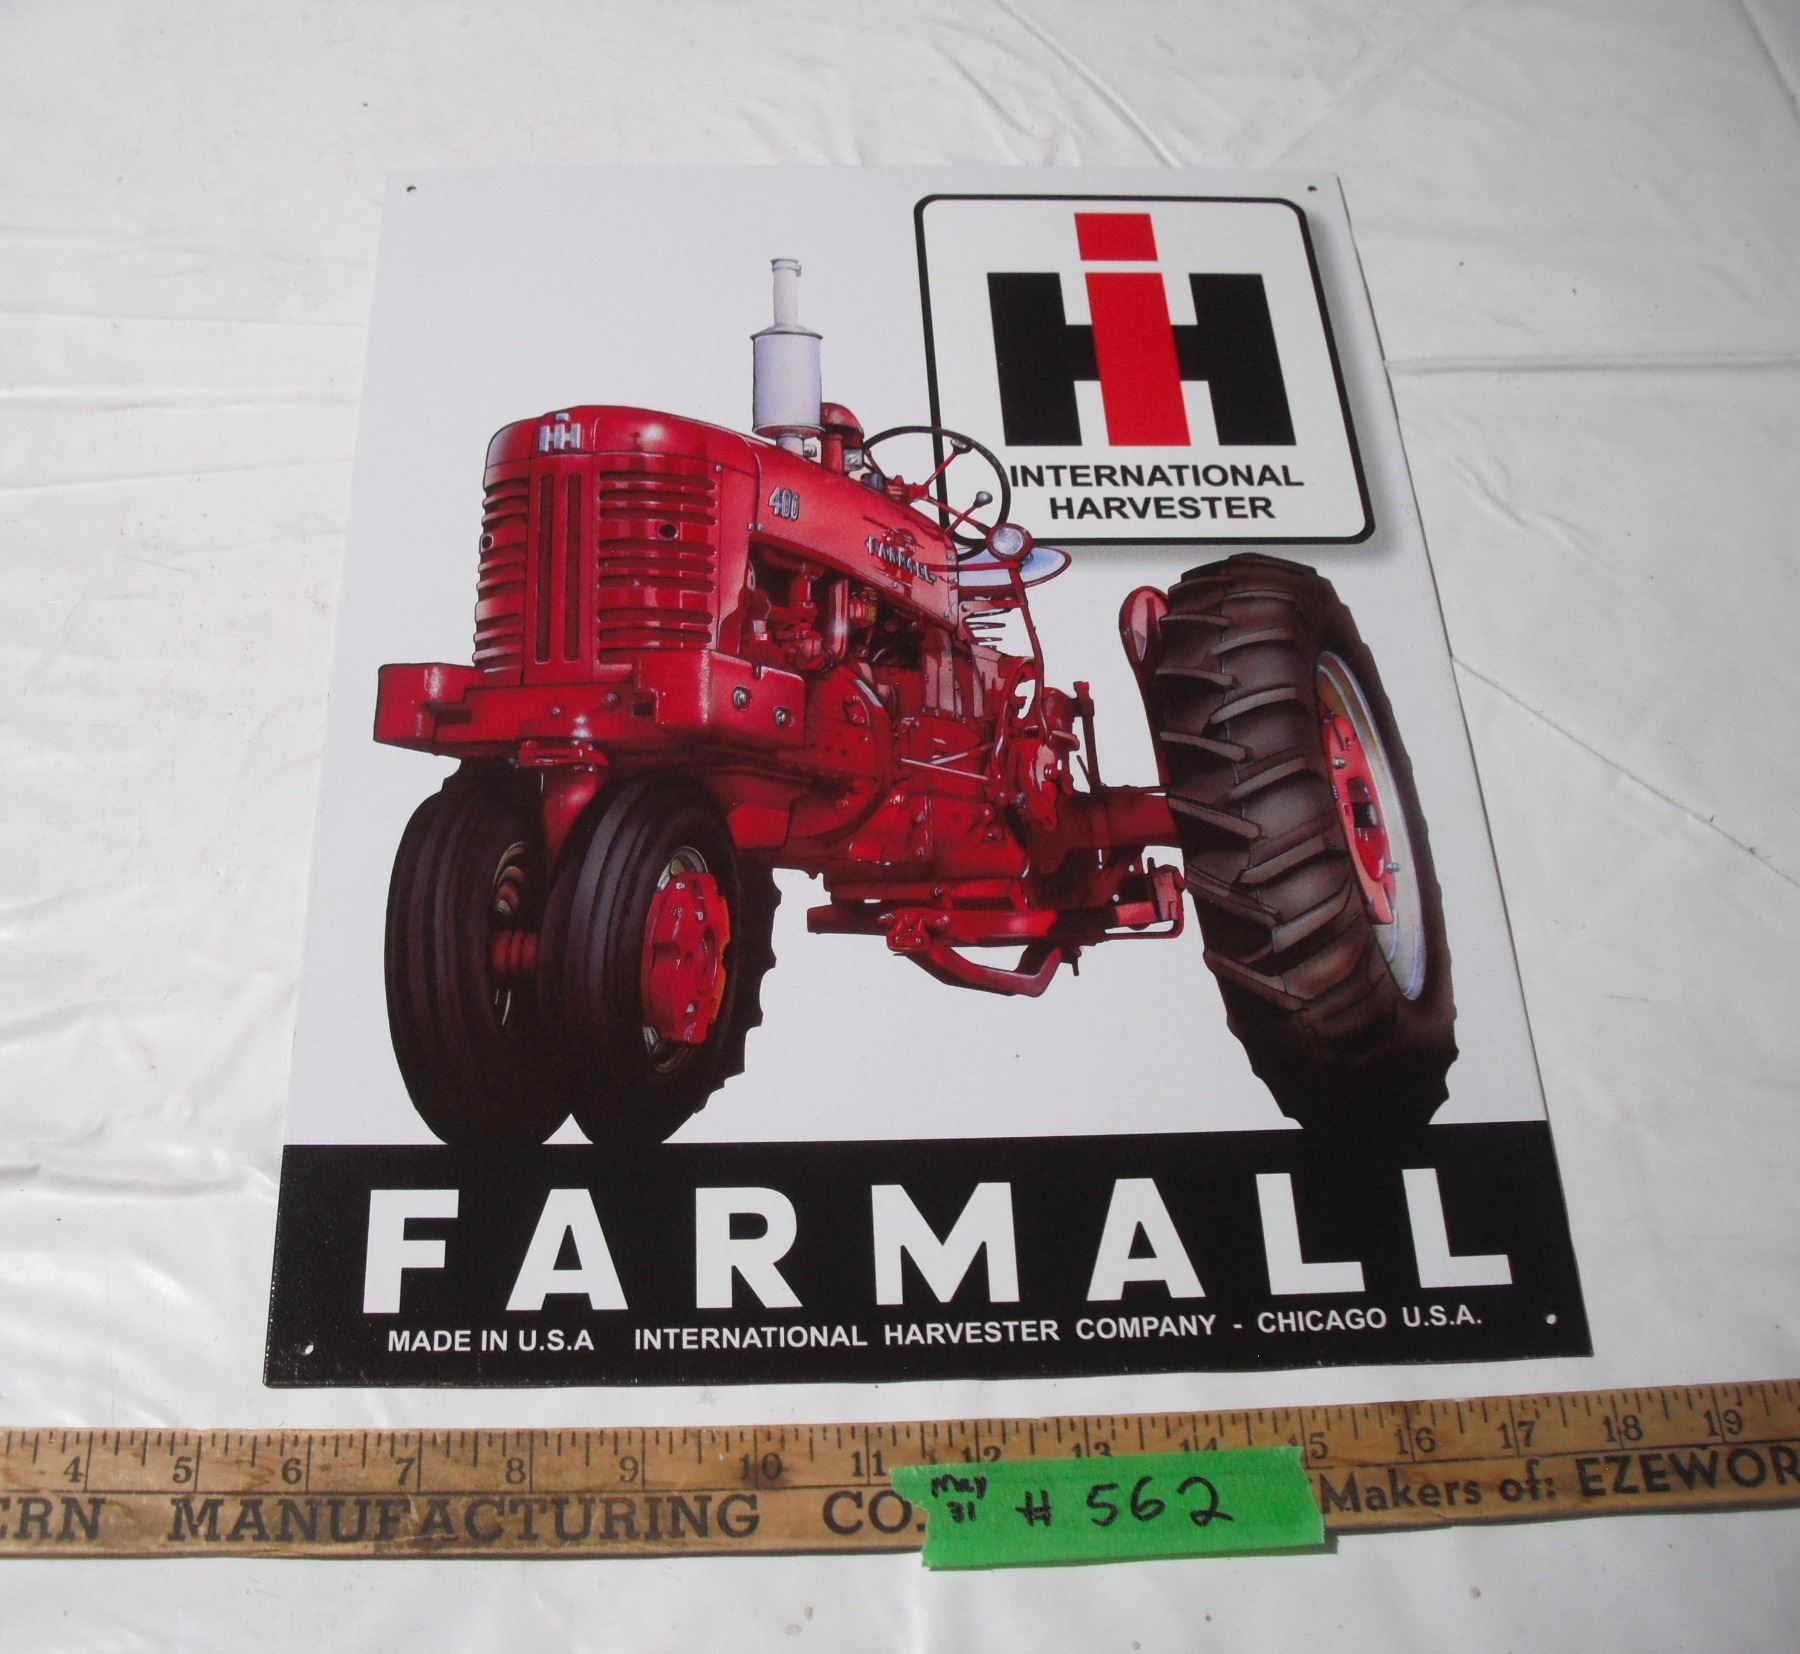 IH
INTERNATIONAL
HARVESTER
IH
400
FARMALL
FARMALL
MADE IN U.S.A INTERNATIONAL HARVESTER COMPANY - CHICAGO U.S.A.
4 5 6 7 8 9 10 11 12 13 14 15 16 17 18 19
ERN MANUFACTURING CO. Makers of: EZEWOR
May 31 # 562